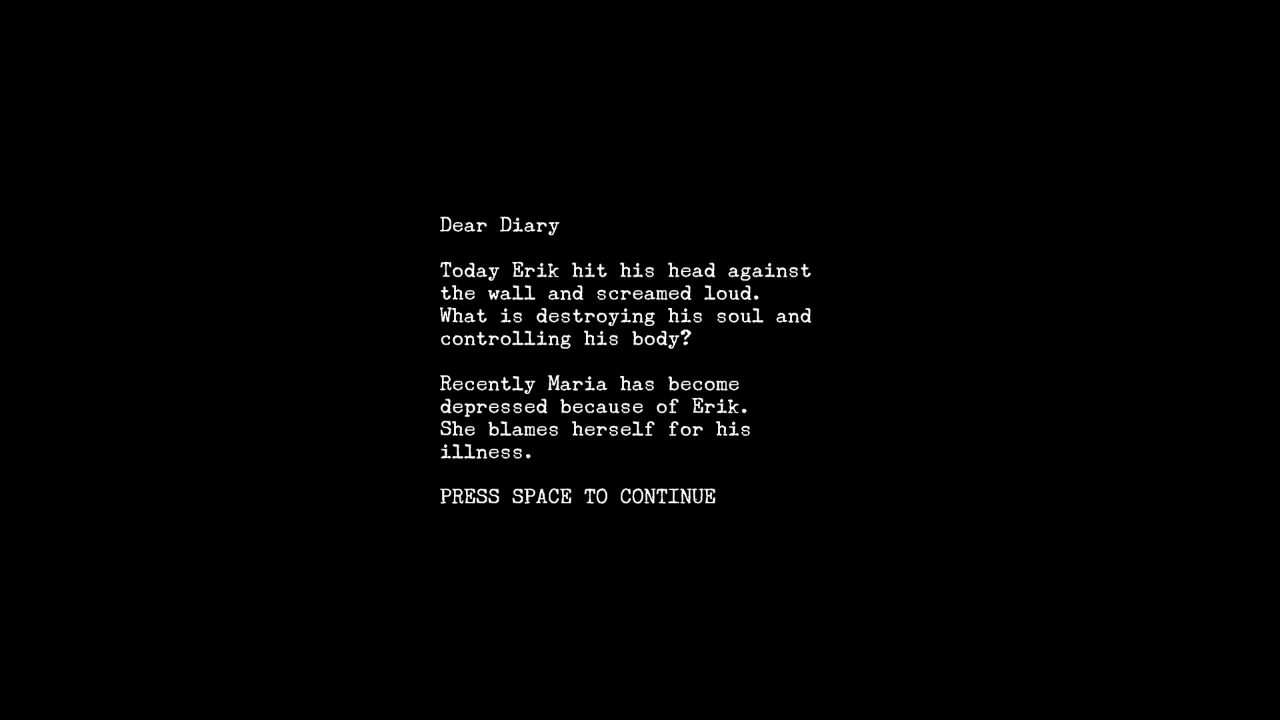 Dear Diary
Today Erik hit his head against
the wall and screamed loud.
What is destroying his soul and
controlling his body?
Recently Maria has become
depressed because of Erik.
She blames herself for his
illness.
PRESS SPACE TO CONTINUE